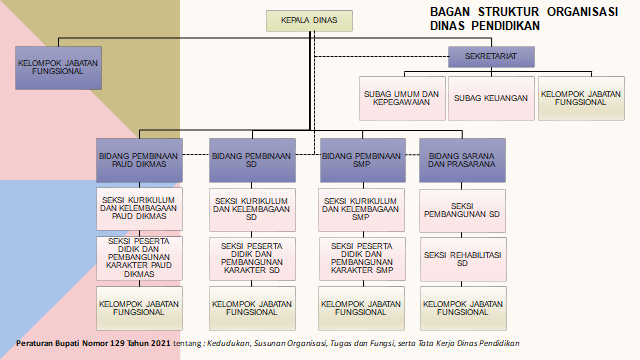 BAGAN STRUKTUR ORGANISASI
DINAS PENDIDIKAN
KEPALA DINAS
KELOMPOK JABATAN
FUNGSIONAL
SEKRETARIAT
SUBAG UMUM DAN
KEPEGAWAIAN
SUBAG KEUANGAN
KELOMPOK JABATAN
FUNGSIONAL
BIDANG PEMBINAAN
PAUD DIKMAS
BIDANG PEMBINAAN
SD
BIDANG PEMBINAAN
SMP
BIDANG SARANA
DAN PRASARANA
SEKSI KURIKULUM
DAN KELEMBAGAAN
PAUD DIKMAS
SEKSI KURIKULUM
DAN KELEMBAGAAN
SD
SEKSI KURIKULUM
DAN KELEMBAGAAN
SMP
SEKSI
PEMBANGUNAN SD
SEKSI PESERTA
DIDIK DAN
PEMBANGUNAN
KARAKTER PAUD
DIKMAS
SEKSI PESERTA
DIDIK DAN
PEMBANGUNAN
KARAKTER SD
SEKSI PESERTA
DIDIK DAN
PEMBANGUNAN
KARAKTER SMP
SEKSI REHABILITASI
SD
KELOMPOK JABATAN
FUNGSIONAL
KELOMPOK JABATAN
FUNGSIONAL
KELOMPOK JABATAN
FUNGSIONAL
KELOMPOK JABATAN
FUNGSIONAL
Peraturan Bupati Nomor 129 Tahun 2021 tentang : Kedudukan, Susunan Organisasi, Tugas dan Fungsi, serta Tata Kerja Dinas Pendidikan